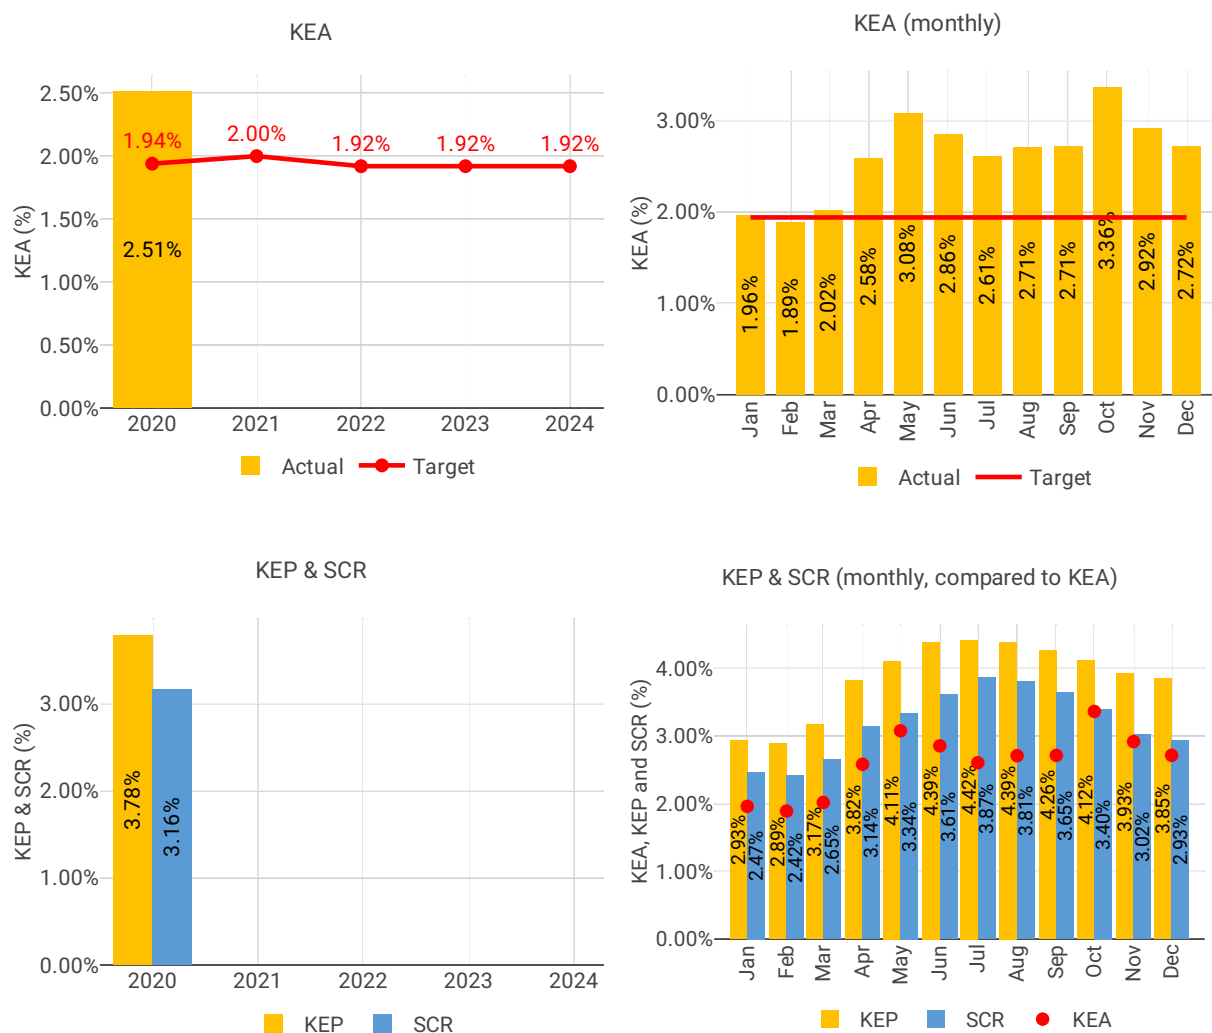 KEA
KEA (%)
2.50%
2.00%
1.50%
1.00%
0.50%
0.00%
1.94%
2.00%
1.92%
1.92%
1.92%
2.51%
2020
2021
2022
2023
2024
Actual
Target
KEA (monthly)
KEA (%)
3.00%
2.00%
1.00%
0.00%
1.96%
1.89%
2.02%
2.58%
3.08%
2.86%
2.61%
2.71%
2.71%
3.36%
2.92%
2.72%
Jan
Feb
Mar
Apr
May
Jun
Jul
Aug
Sep
Oct
Nov
Dec
Actual
Target
KEP & SCR
KEP & SCR (%)
3.00%
2.00%
1.00%
0.00%
3.78%
3.16%
2020
2021
2022
2023
2024
KEP
SCR
KEP & SCR (monthly, compared to KEA)
KEA, KEP and SCR (%)
4.00%
3.00%
2.00%
1.00%
0.00%
2.93%
2.47%
2.89%
2.42%
3.17%
2.65%
3.82%
3.14%
4.11%
3.34%
4.39%
3.61%
4.42%
3.87%
4.39%
3.81%
4.26%
3.65%
4.12%
3.40%
3.93%
3.02%
3.85%
2.93%
Jan
Feb
Mar
Apr
May
Jun
Jul
Aug
Sep
Oct
Nov
Dec
KEP
SCR
KEA